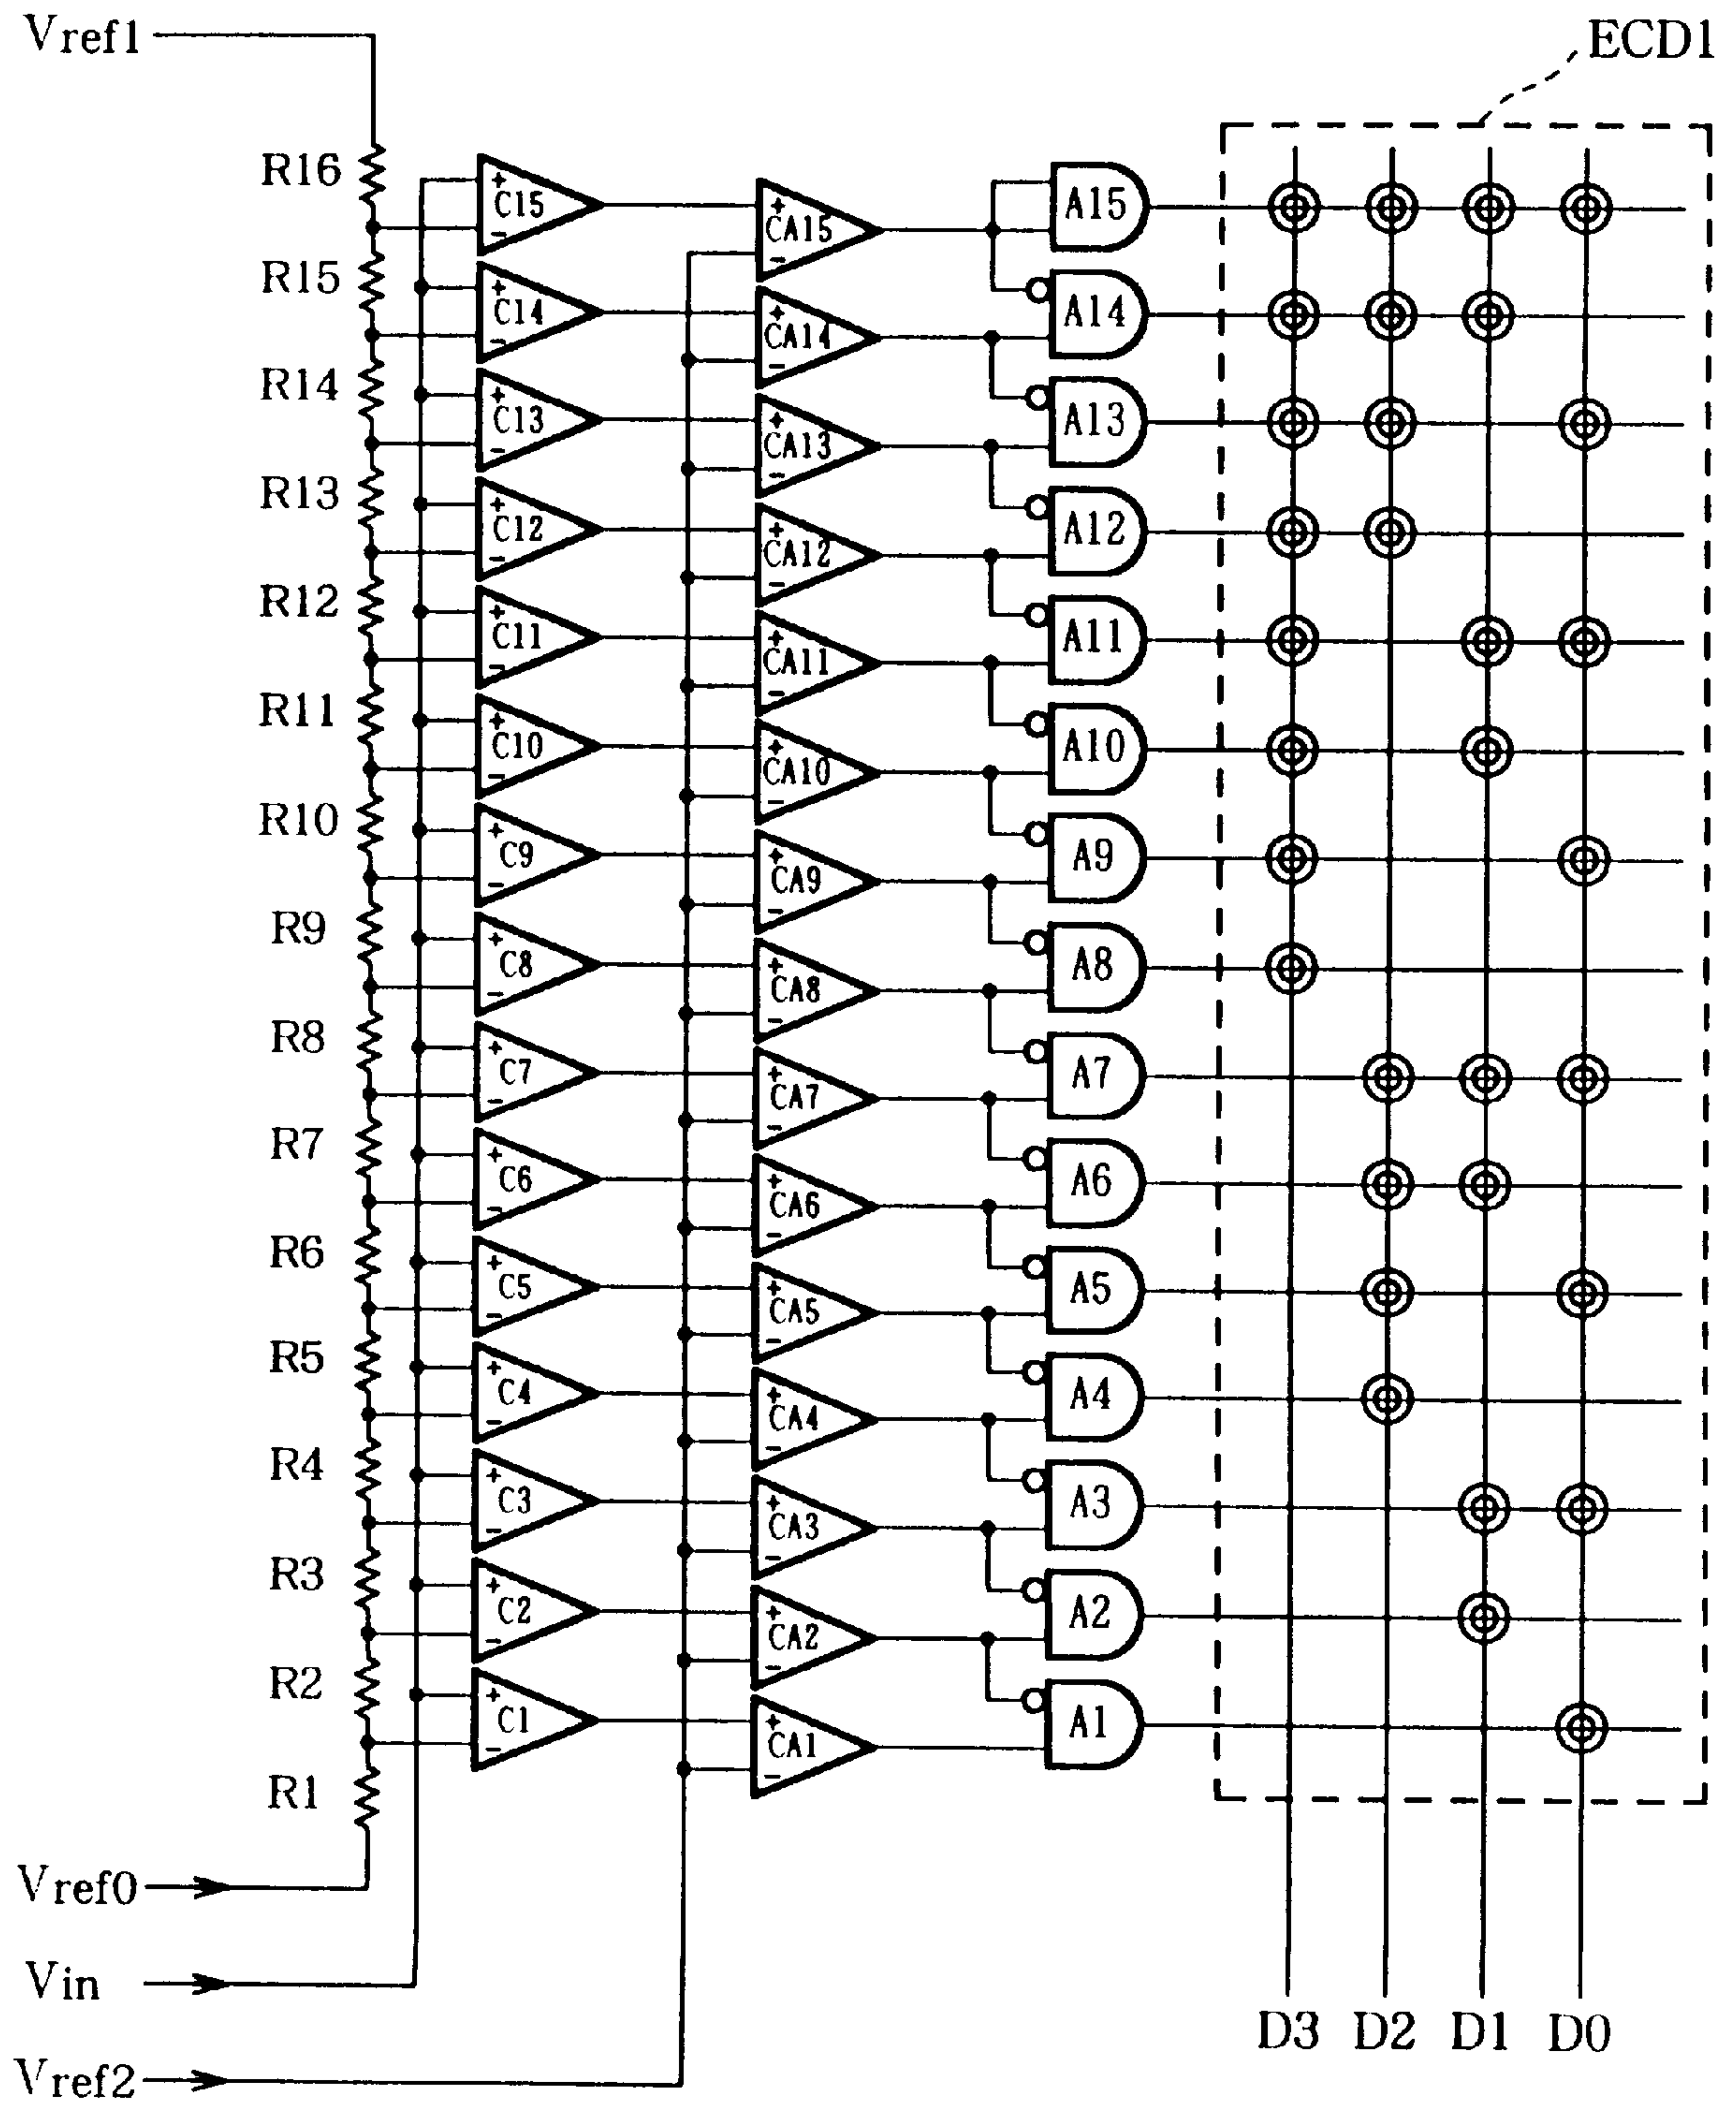 Vref1
ECD1
R16
+ C15 −
+ CA15 −
A15
R15
+ C14 −
+ CA14 −
A14
R14
+ C13 −
+ CA13 −
A13
R13
+ C12 −
+ CA12 −
A12
R12
+ C11 −
+ CA11 −
A11
R11
+ C10 −
+ CA10 −
A10
R10
+ C9 −
+ CA9 −
A9
R9
+ C8 −
+ CA8 −
A8
R8
+ C7 −
+ CA7 −
A7
R7
+ C6 −
+ CA6 −
A6
R6
+ C5 −
+ CA5 −
A5
R5
+ C4 −
+ CA4 −
A4
R4
+ C3 −
+ CA3 −
A3
R3
+ C2 −
+ CA2 −
A2
R2
+ C1 −
+ CA1 −
A1
R1
Vref0
Vin
Vref2
D3 D2 D1 D0